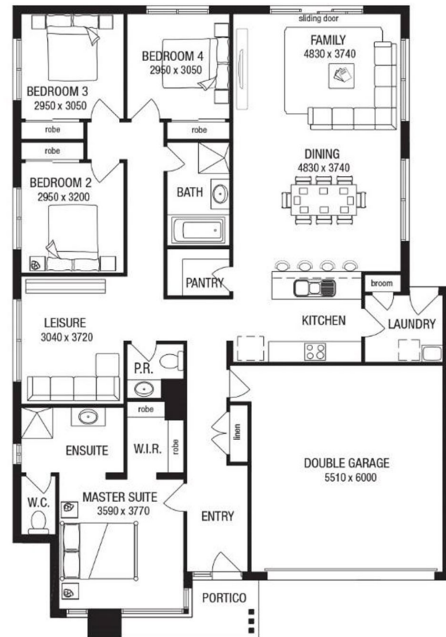 sliding door
FAMILY
4830 x 3740
BEDROOM 4
2950 x 3050
BEDROOM 3
2950 x 3050
robe
robe
robe
BEDROOM 2
2950 x 3200
BATH
DINING
4830 x 3740
PANTRY
broom
KITCHEN
LAUNDRY
LEISURE
3040 x 3720
P.R.
robe
ENSUITE
W.I.R.
robe
linen
W.C.
MASTER SUITE
3590 x 3770
ENTRY
DOUBLE GARAGE
5510 x 6000
PORTICO